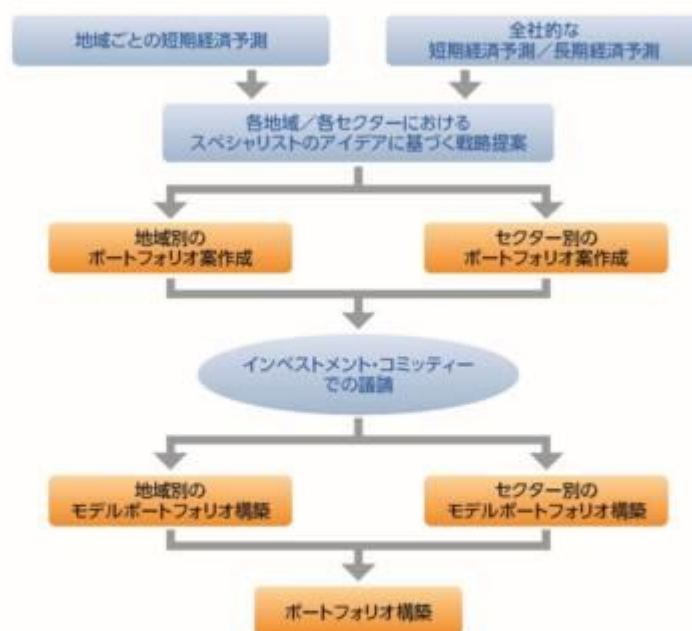 地域ごとの短期経済予測
全社的な
短期経済予測／長期経済予測
各地域／各セクターにおける
スペシャリストのアイデアに基づく戦略提案
地域別の
ポートフォリオ案作成
セクター別の
ポートフォリオ案作成
インベストメント・コミッティー
での議論
地域別の
モデルポートフォリオ構築
セクター別の
モデルポートフォリオ構築
ポートフォリオ構築